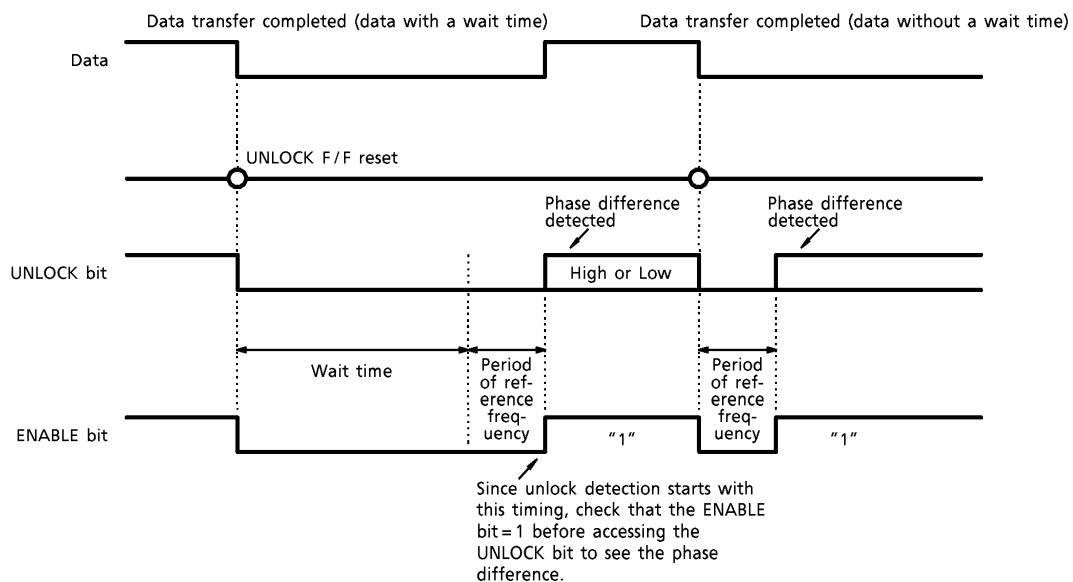 Data transfer completed (data with a wait time)
Data transfer completed (data without a wait time)
Data
UNLOCK F/F reset
Phase difference
detected
Phase difference
detected
UNLOCK bit
High or Low
Wait time
Period
of ref-
erence
freq-
uency
Period
of ref-
erence
freq-
uency
ENABLE bit
"1"
"1"
Since unlock detection starts with
this timing, check that the ENABLE
bit=1 before accessing the
UNLOCK bit to see the phase
difference.